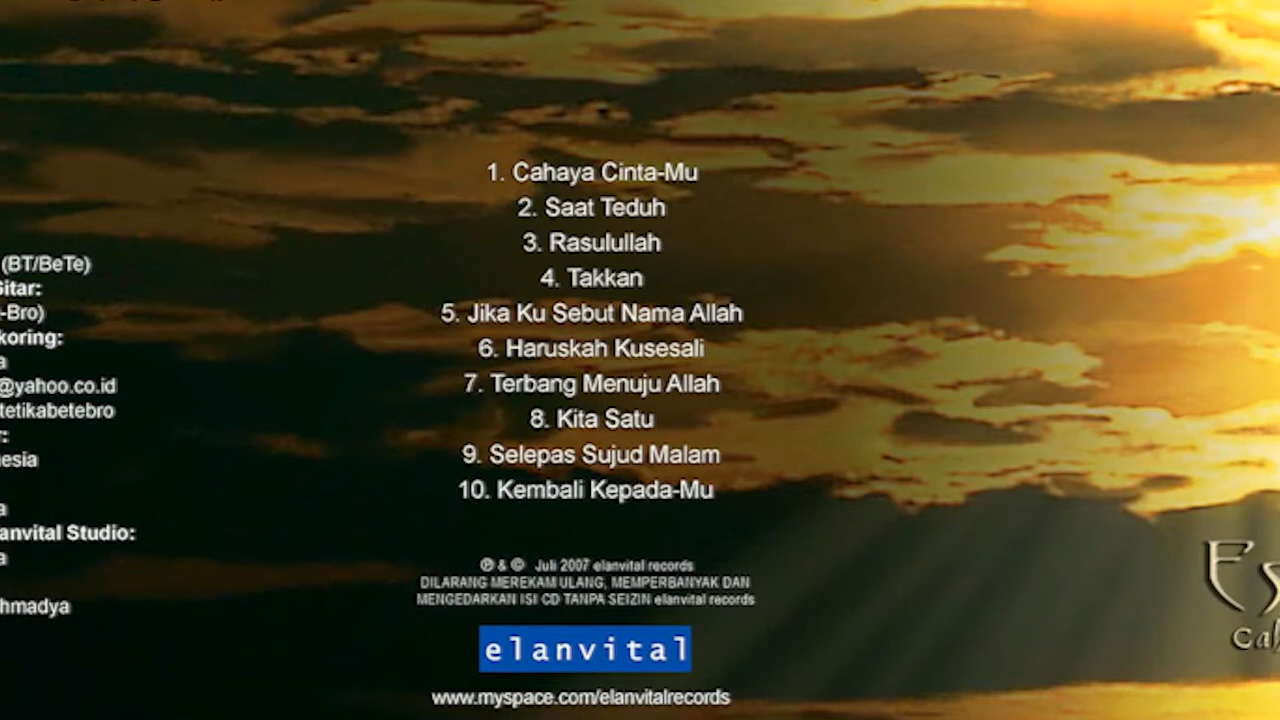 1. Cahaya Cinta-Mu
2. Saat Teduh
3. Rasulullah
4. Takkan
5. Jika Ku Sebut Nama Allah
6. Haruskah Kusesali
7. Terbang Menuju Allah
8. Kita Satu
9. Selepas Sujud Malam
10. Kembali Kepada-Mu
℗ & © Juli 2007 elanvital records
DILARANG MEREKAM ULANG, MEMPERBANYAK DAN
MENGEDARKAN ISI CD TANPA SEIZIN elanvital records
elanvital
www.myspace.com/elanvitalrecords
(BT/BeTe)
Sitar:
-Bro)
koring:
a
@yahoo.co.id
tetikabetebro
r:
nesia
a
anvital Studio:
a
hmadya